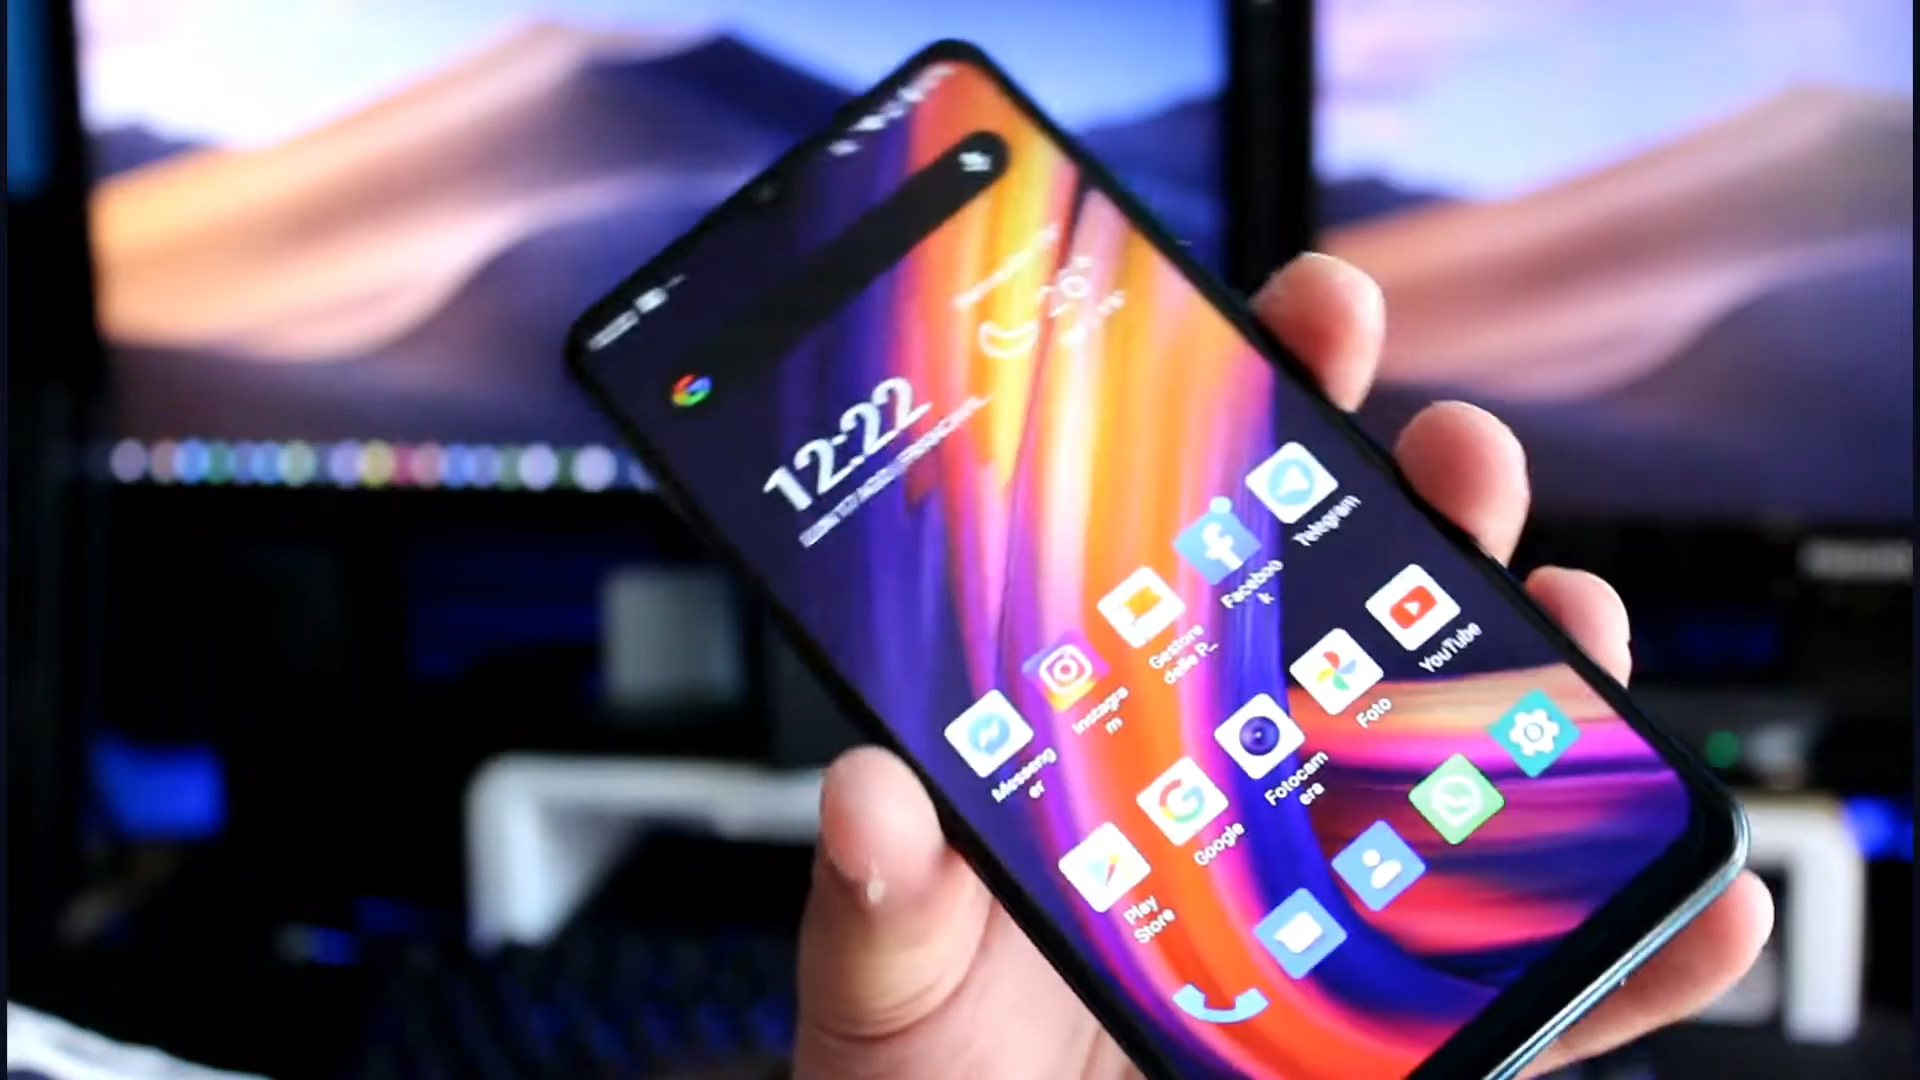 12:22
Messeng
er
Instagra
m
Gestore
delle P...
Faceboo
k
Telegram
Play
Store
Google
Fotocam
era
Foto
YouTube